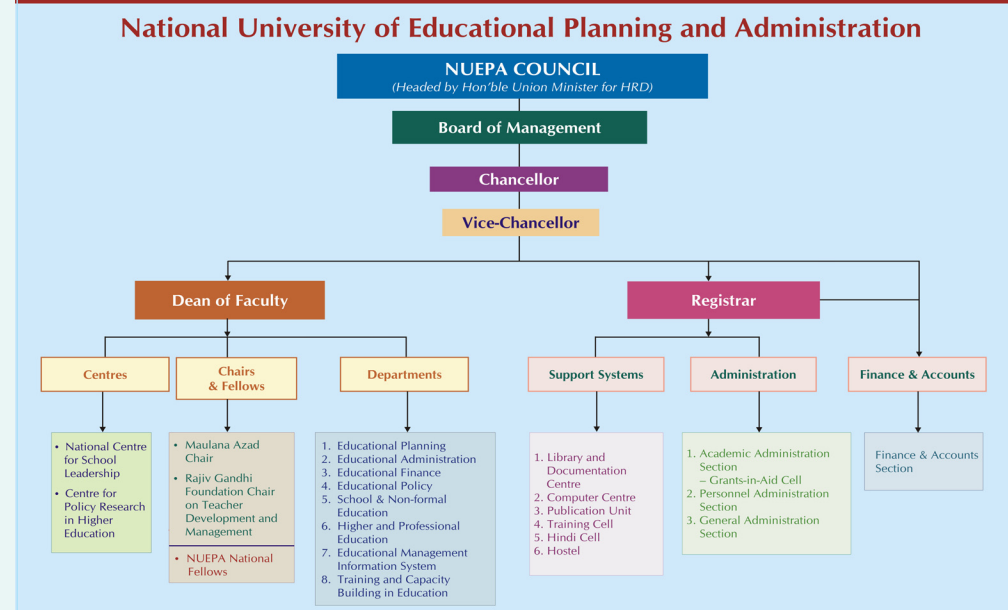 National University of Educational Planning and Administration
NUEPA COUNCIL
(Headed by Hon'ble Union Minister for HRD)
Board of Management
Chancellor
Vice-Chancellor
Dean of Faculty
Registrar
Centres
Chairs
& Fellows
Departments
Support Systems
Administration
Finance & Accounts
• National Centre
for School
Leadership
• Centre for
Policy Research
in Higher
Education
• Maulana Azad
Chair
• Rajiv Gandhi
Foundation Chair
on Teacher
Development and
Management
• NUEPA National
Fellows
1. Educational Planning
2. Educational Administration
3. Educational Finance
4. Educational Policy
5. School & Non-formal
Education
6. Higher and Professional
Education
7. Educational Management
Information System
8. Training and Capacity
Building in Education
1. Library and
Documentation
Centre
2. Computer Centre
3. Publication Unit
4. Training Cell
5. Hindi Cell
6. Hostel
1. Academic Administration
Section
– Grants-in-Aid Cell
2. Personnel Administration
Section
3. General Administration
Section
Finance & Accounts
Section